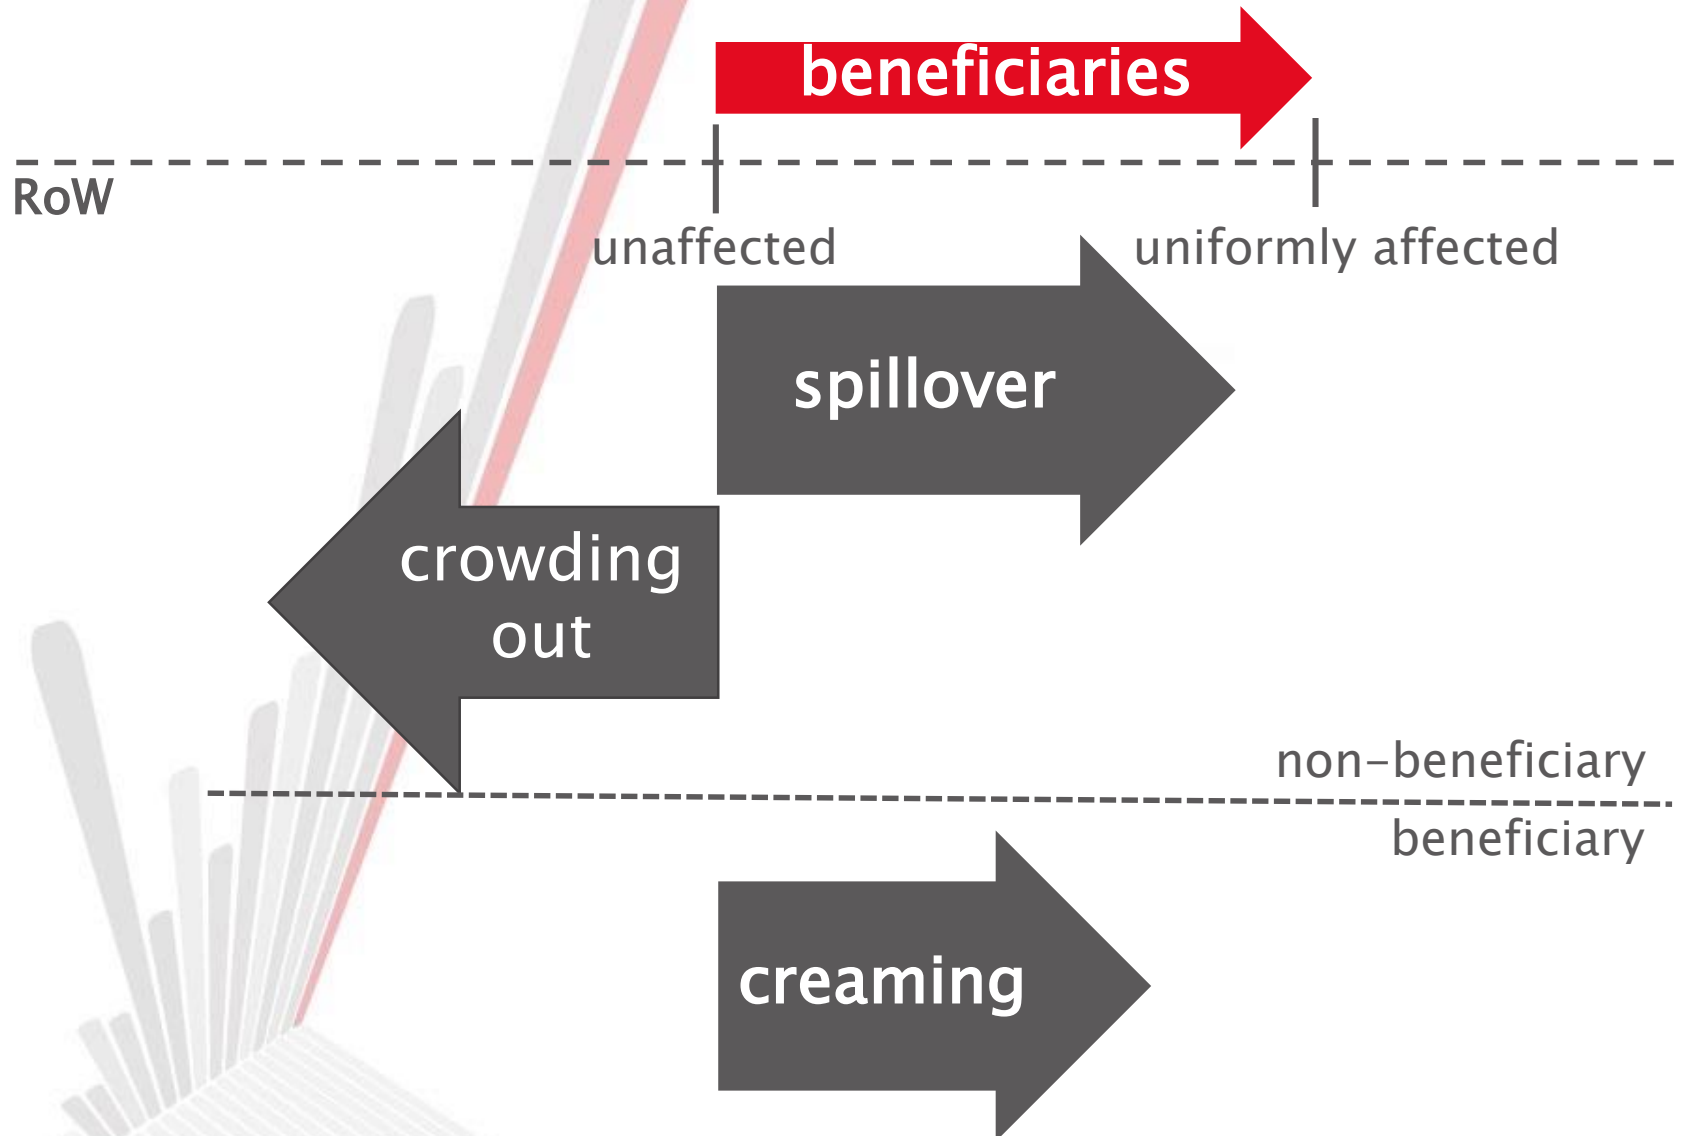 beneficiaries
RoW
unaffected
uniformly affected
spillover
crowding
out
non-beneficiary
beneficiary
creaming